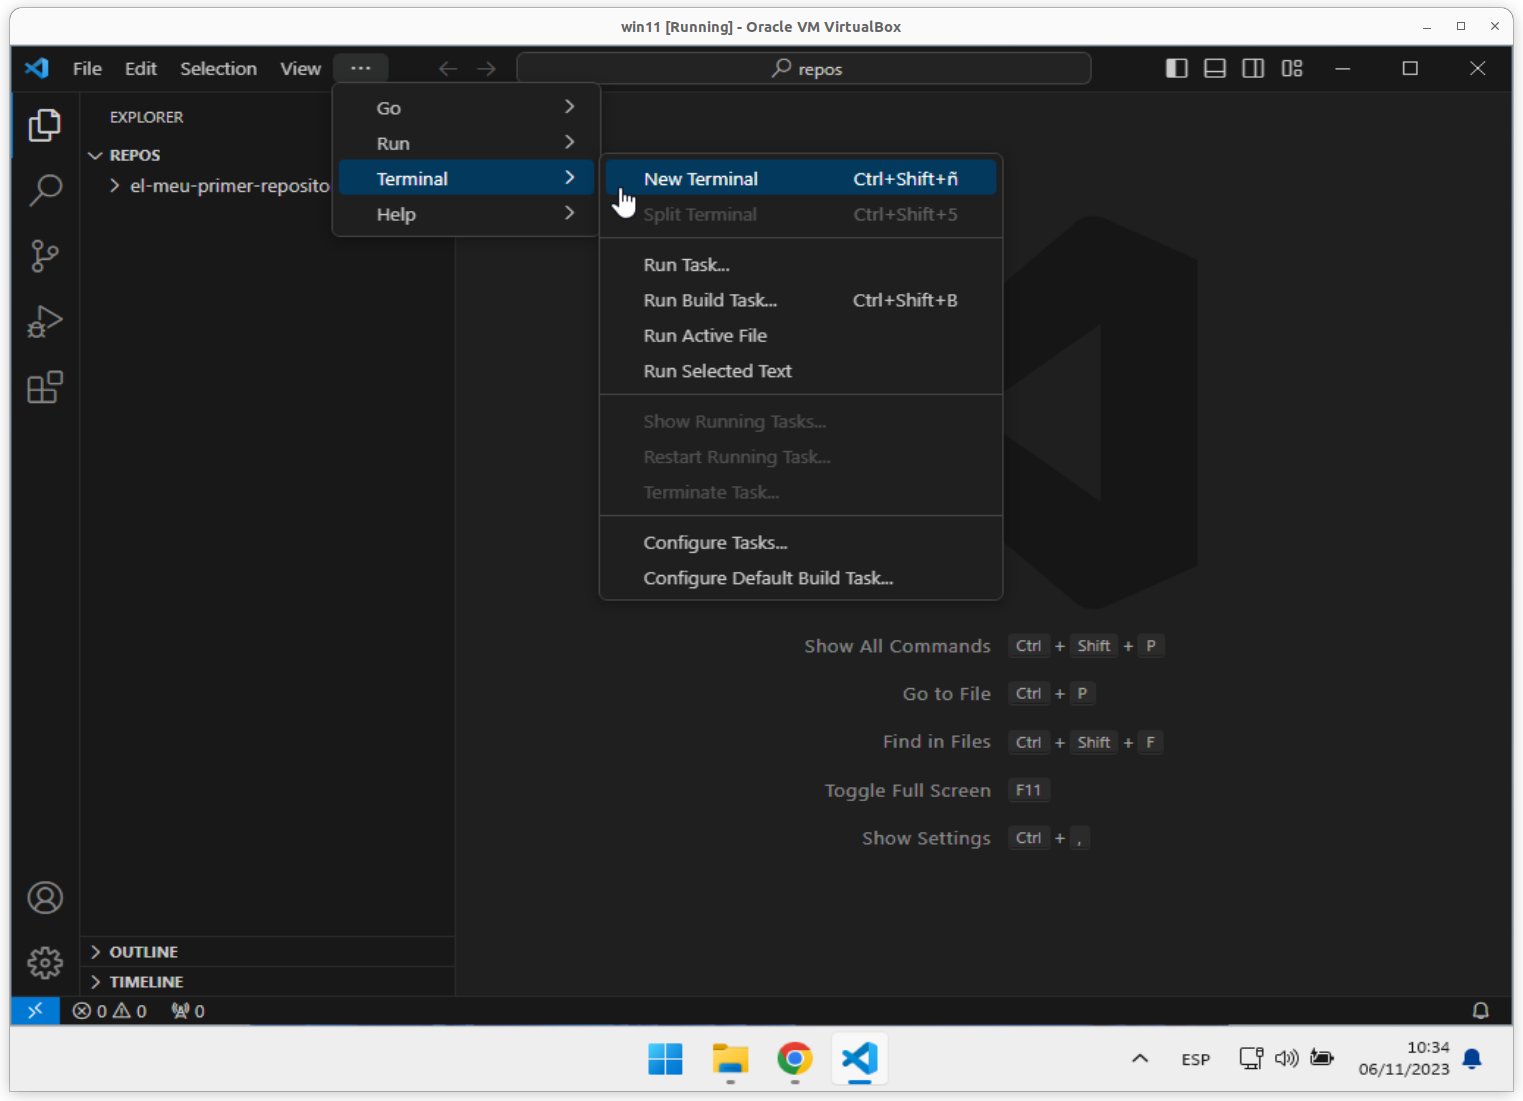 win11 [Running] - Oracle VM VirtualBox
File Edit Selection View ··· repos
EXPLORER
REPOS
el-meu-primer-reposito
Go
Run
Terminal
Help
New Terminal Ctrl+Shift+ñ
Split Terminal Ctrl+Shift+5
Run Task...
Run Build Task... Ctrl+Shift+B
Run Active File
Run Selected Text
Show Running Tasks...
Restart Running Task...
Terminate Task...
Configure Tasks...
Configure Default Build Task...
Show All Commands Ctrl + Shift + P
Go to File Ctrl + P
Find in Files Ctrl + Shift + F
Toggle Full Screen F11
Show Settings Ctrl + ,
OUTLINE
TIMELINE
0 0 0
ESP
10:34
06/11/2023